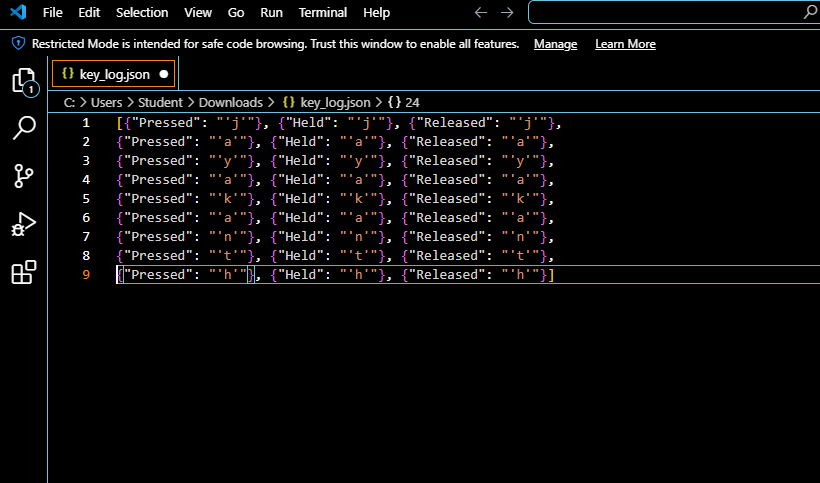 File Edit Selection View Go Run Terminal Help
Restricted Mode is intended for safe code browsing. Trust this window to enable all features. Manage Learn More
1
{} key_log.json ●
C: > Users > Student > Downloads > {} key_log.json > {} 24
1 [{"Pressed": "'j'"}, {"Held": "'j'"}, {"Released": "'j'"},
2 {"Pressed": "'a'"}, {"Held": "'a'"}, {"Released": "'a'"},
3 {"Pressed": "'y'"}, {"Held": "'y'"}, {"Released": "'y'"},
4 {"Pressed": "'a'"}, {"Held": "'a'"}, {"Released": "'a'"},
5 {"Pressed": "'k'"}, {"Held": "'k'"}, {"Released": "'k'"},
6 {"Pressed": "'a'"}, {"Held": "'a'"}, {"Released": "'a'"},
7 {"Pressed": "'n'"}, {"Held": "'n'"}, {"Released": "'n'"},
8 {"Pressed": "'t'"}, {"Held": "'t'"}, {"Released": "'t'"},
9 {"Pressed": "'h'"}, {"Held": "'h'"}, {"Released": "'h'"}]